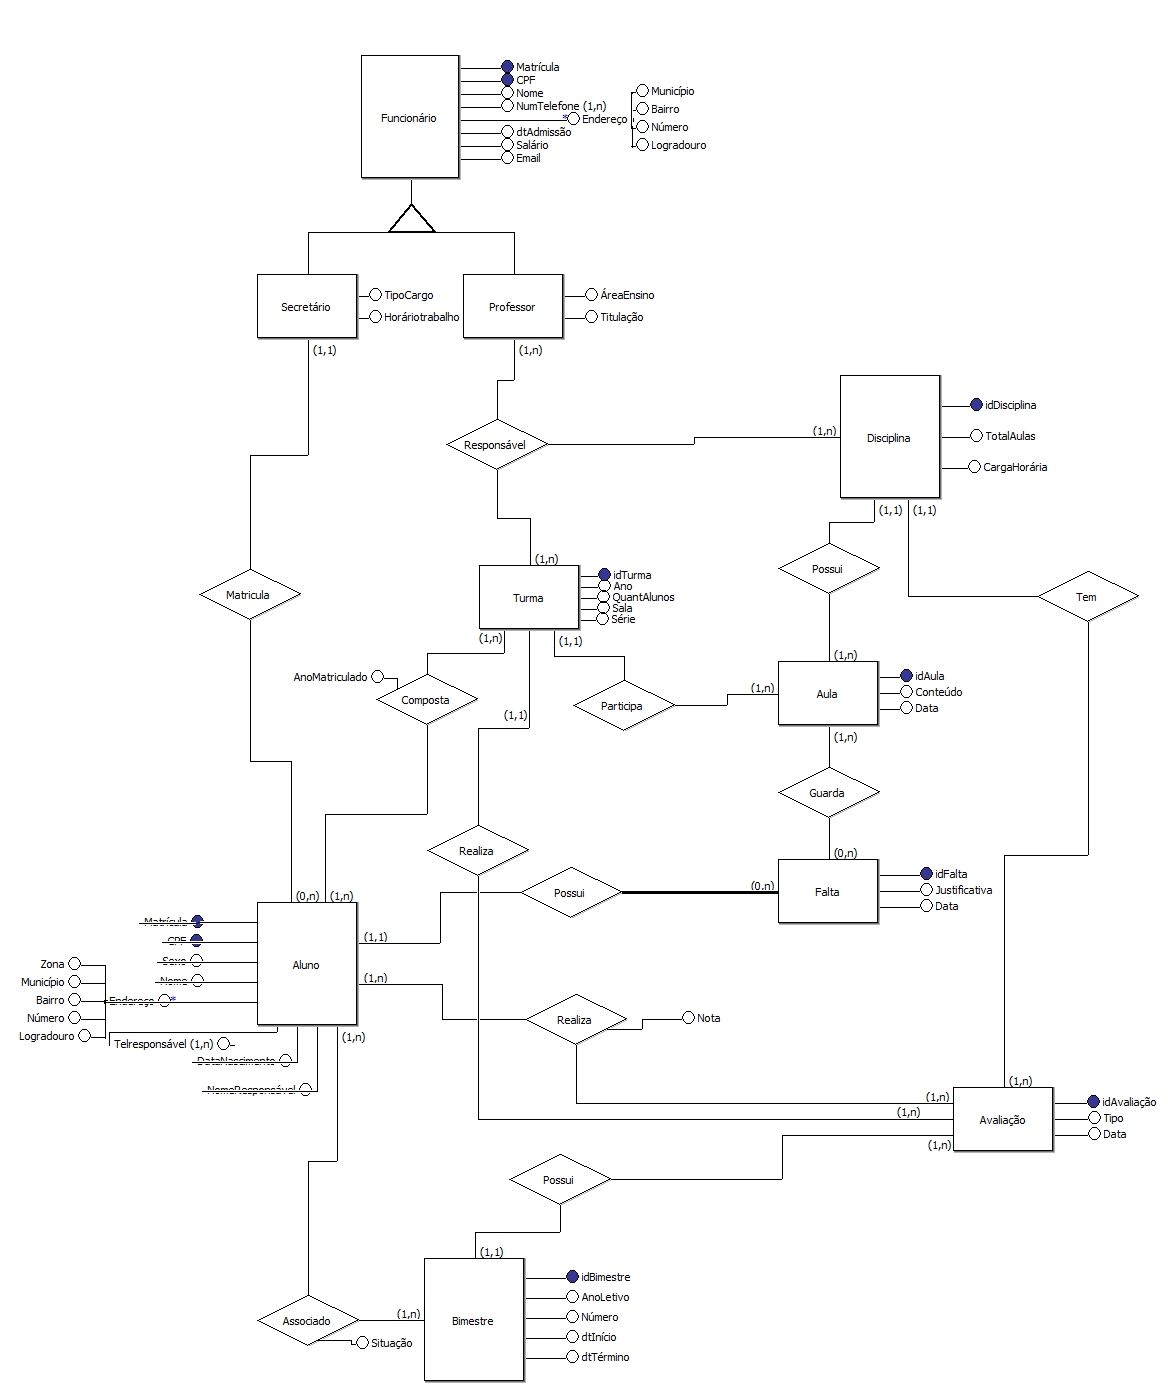 Matrícula
CPF
Nome
NumTelefone (1,n)
Endereço
Município
Bairro
Número
Logradouro
dtAdmissão
Salário
Email
Funcionário
Secretário
TipoCargo
Horáriotrabalho
Professor
ÁreaEnsino
Titulação
(1,1)
(1,n)
Responsável
(1,n)
Disciplina
idDisciplina
TotalAulas
CargaHorária
(1,1)
(1,1)
Matricula
(1,n)
Turma
idTurma
Ano
QuantAlunos
Sala
Série
Possui
Tem
(1,n)
(1,1)
(1,n)
AnoMatriculado
Composta
(1,1)
Participa
(1,n)
Aula
idAula
Conteúdo
Data
(1,n)
Guarda
Realiza
(0,n)
Possui
(0,n)
Falta
idFalta
Justificativa
Data
(0,n)
(1,n)
Matrícula
CPF
Sexo
Nome
Endereço
*
Zona
Município
Bairro
Número
Logradouro
Aluno
(1,1)
(1,n)
Telresponsável (1,n)
DataNascimento
NomeResponsável
(1,n)
Realiza
Nota
(1,n)
(1,n)
(1,n)
(1,n)
Avaliação
idAvaliação
Tipo
Data
Possui
(1,1)
Associado
(1,n)
Situação
Bimestre
idBimestre
AnoLetivo
Número
dtInício
dtTérmino